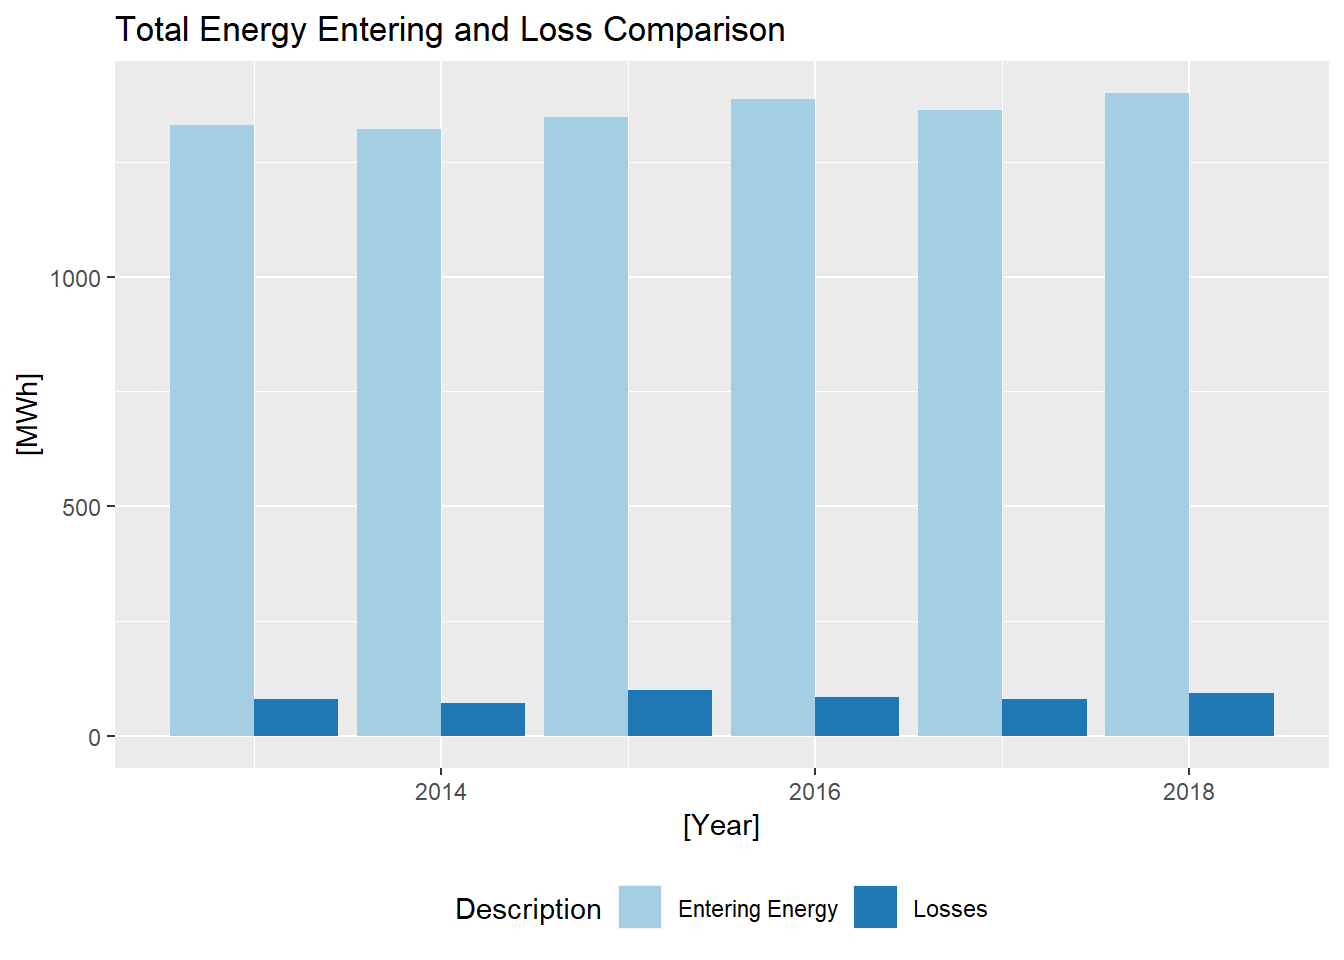 Total Energy Entering and Loss Comparison
[MWh]
1000
500
0
2014 2016 2018
[Year]
Description Entering Energy Losses